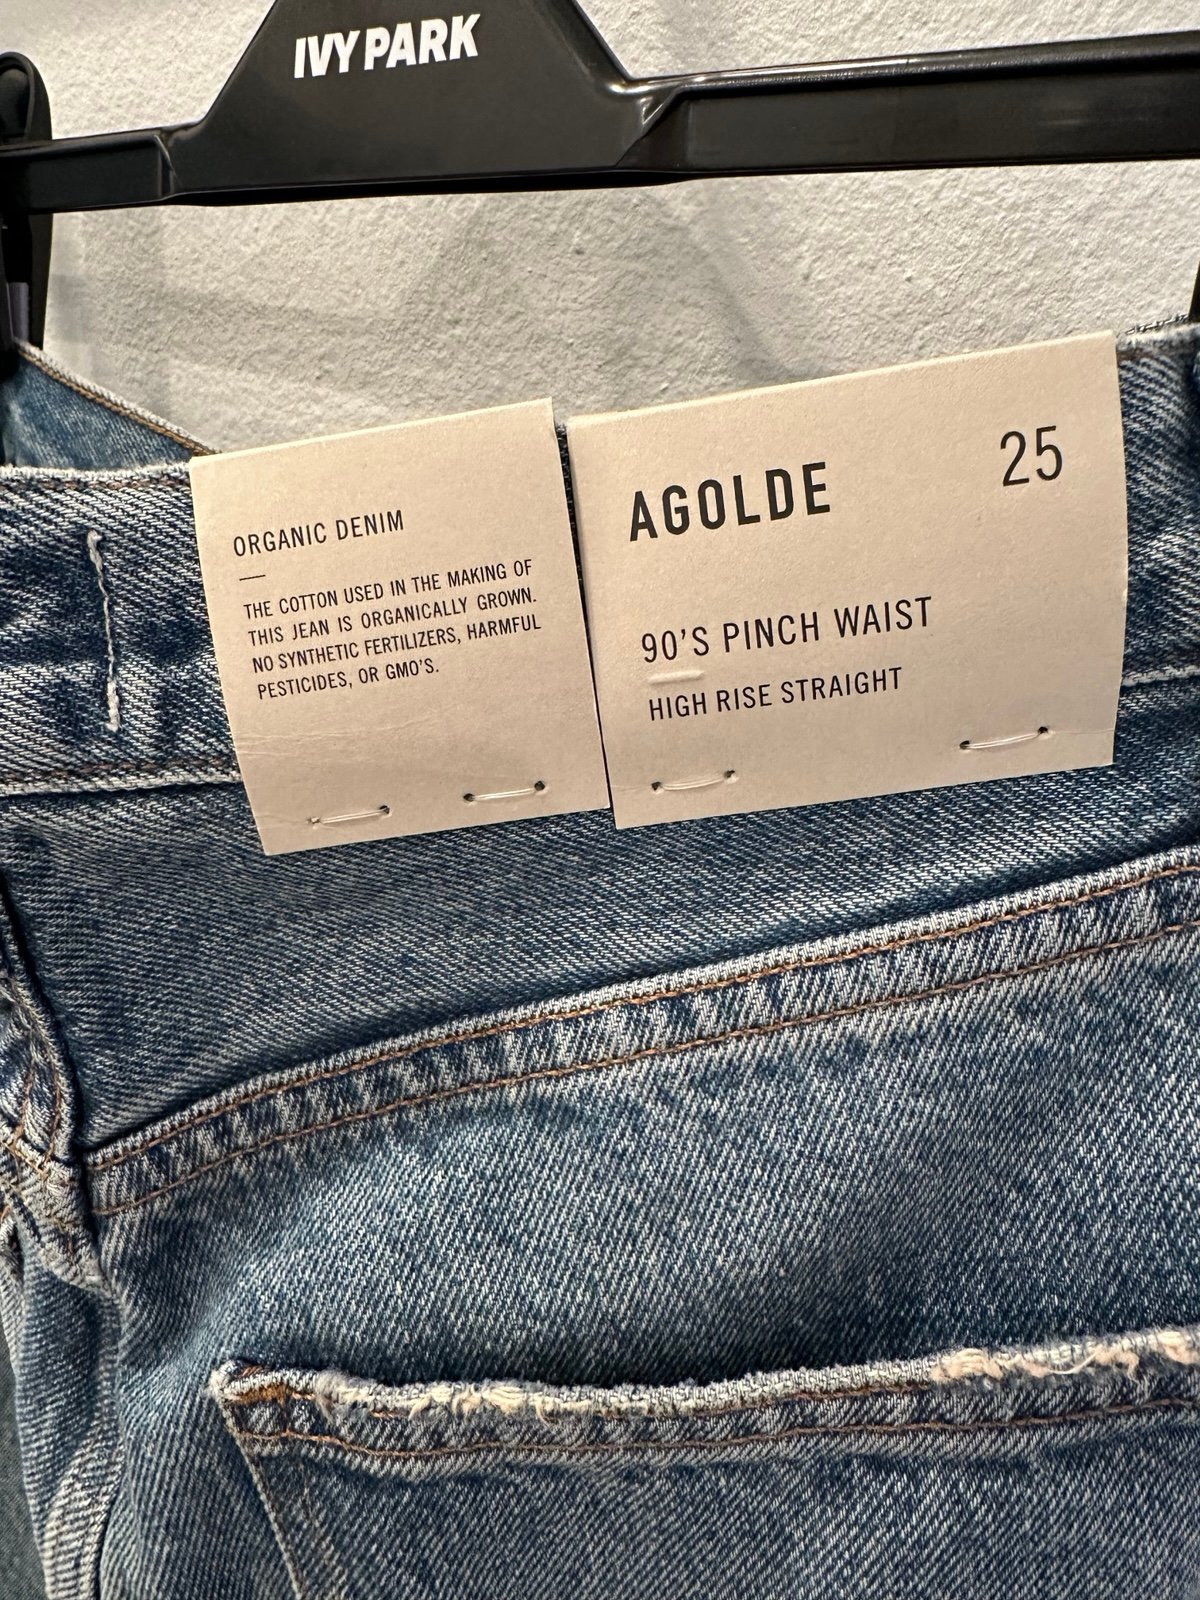 IVY PARK
ORGANIC DENIM
THE COTTON USED IN THE MAKING OF
THIS JEAN IS ORGANICALLY GROWN.
NO SYNTHETIC FERTILIZERS, HARMFUL
PESTICIDES, OR GMO'S.
25
AGOLDE
90'S PINCH WAIST
HIGH RISE STRAIGHT